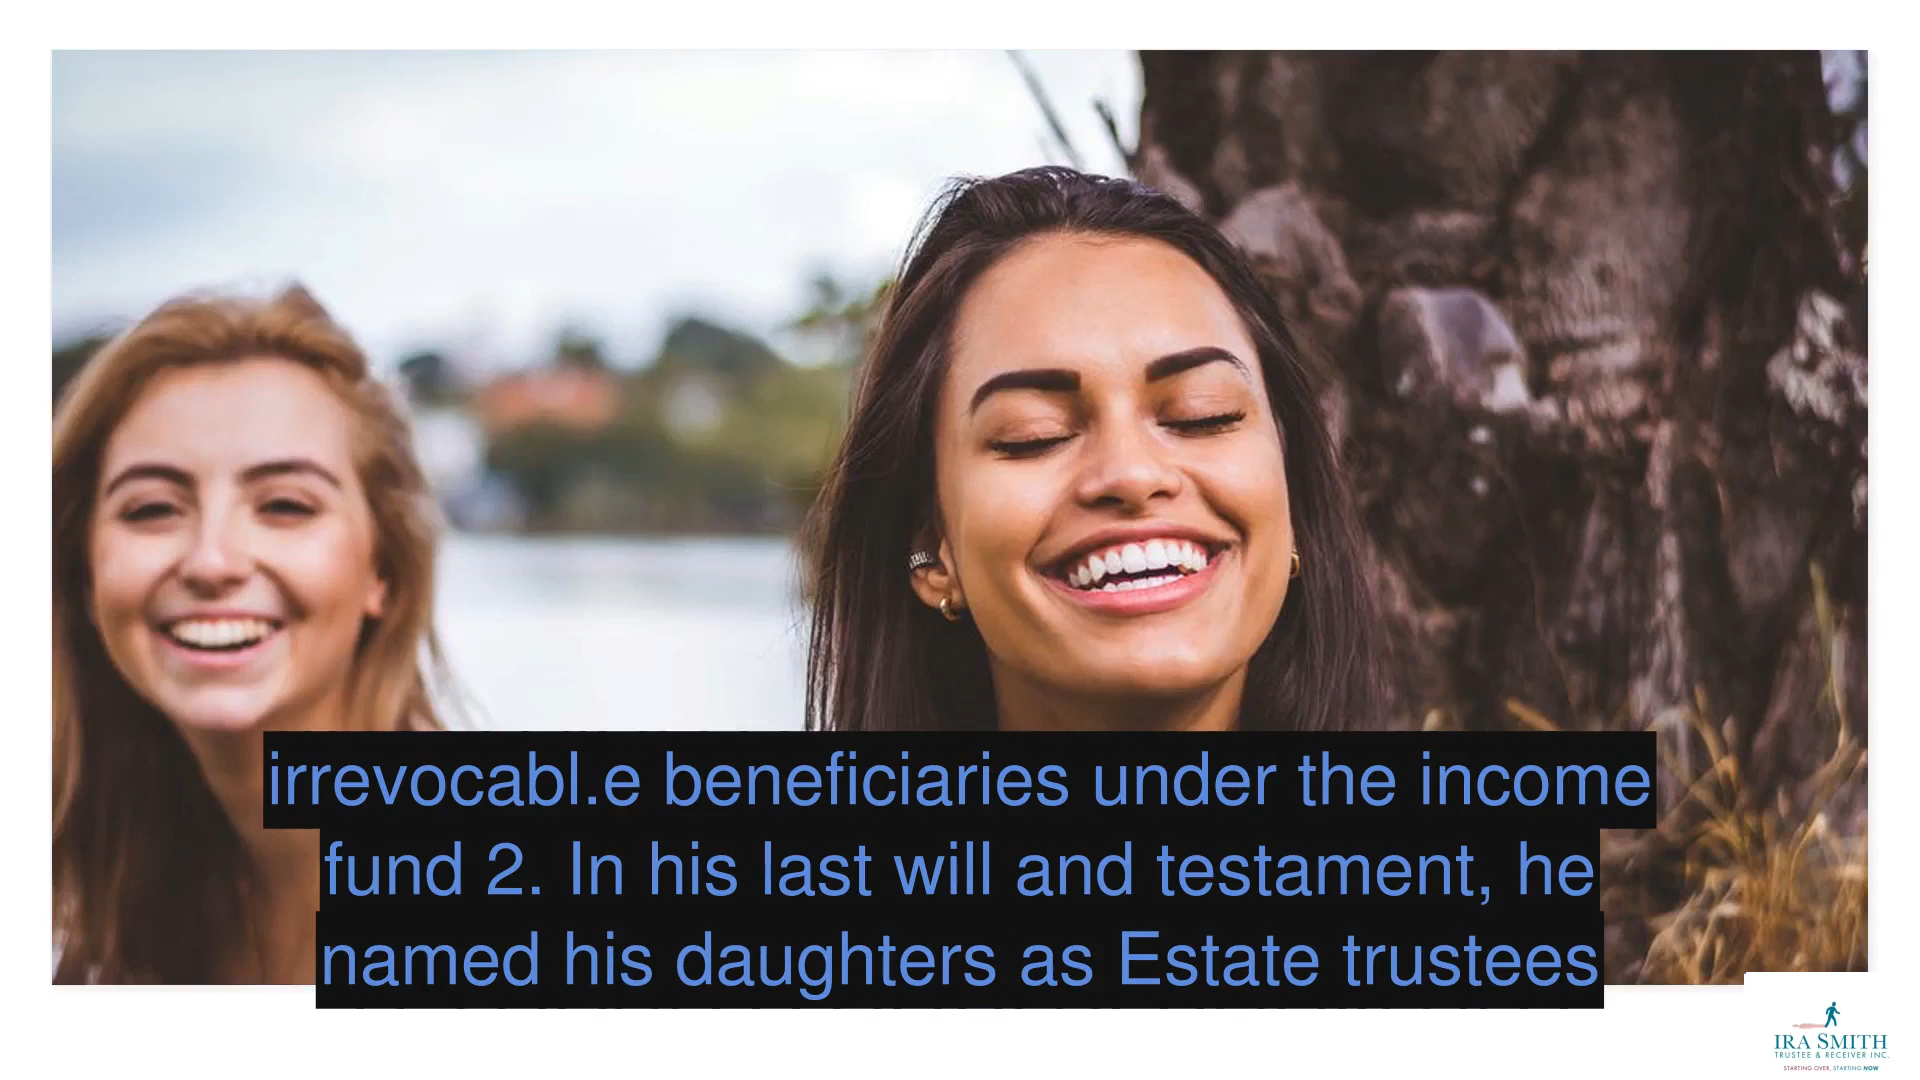 irrevocabl.e beneficiaries under the income
fund 2. In his last will and testament, he
named his daughters as Estate trustees
IRA SMITH
TRUSTEE & RECEIVER INC.
STARTING OVER, STARTING NOW